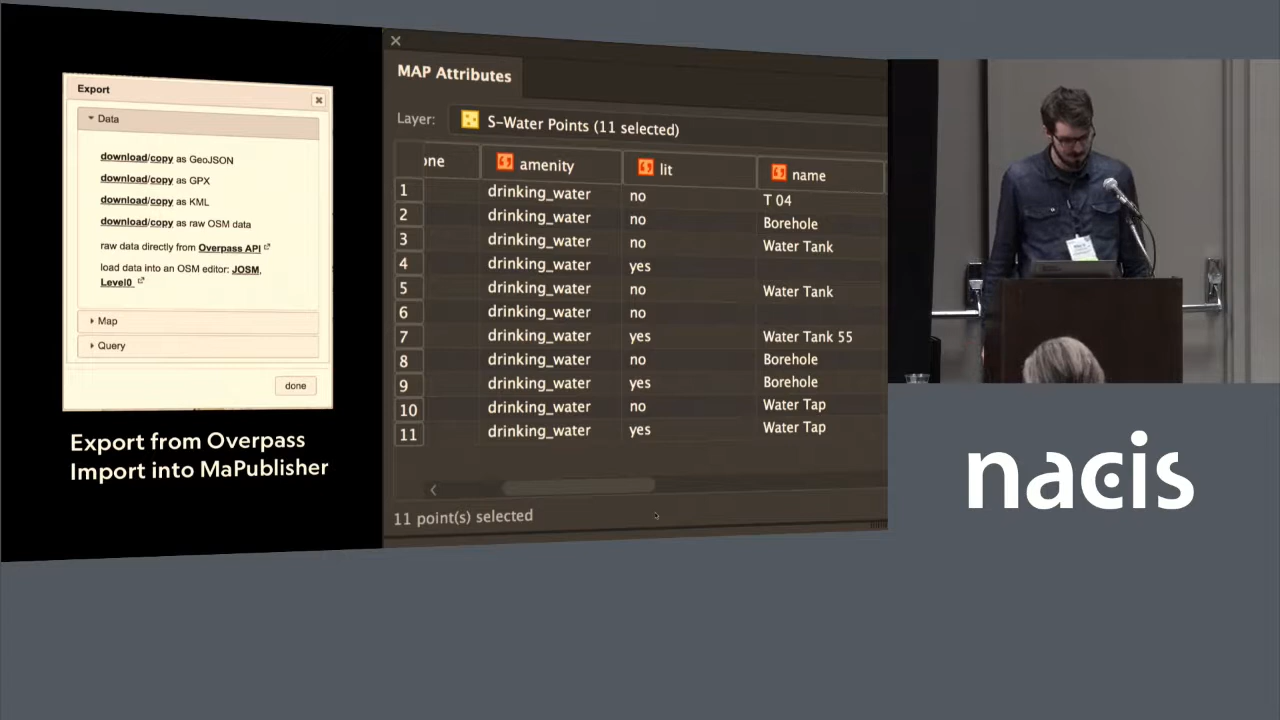 Export
Data
download/copy as GeoJSON
download/copy as GPX
download/copy as KML
download/copy as raw OSM data
raw data directly from Overpass API
load data into an OSM editor: JOSM,
Level0
Map
Query
done
Export from Overpass
Import into MaPublisher
MAP Attributes
Layer: S-Water Points (11 selected)
one amenity lit name
1 drinking_water no T 04
2 drinking_water no Borehole
3 drinking_water no Water Tank
4 drinking_water yes
5 drinking_water no Water Tank
6 drinking_water no
7 drinking_water yes Water Tank 55
8 drinking_water no Borehole
9 drinking_water yes Borehole
10 drinking_water no Water Tap
11 drinking_water yes Water Tap
11 point(s) selected
nacis